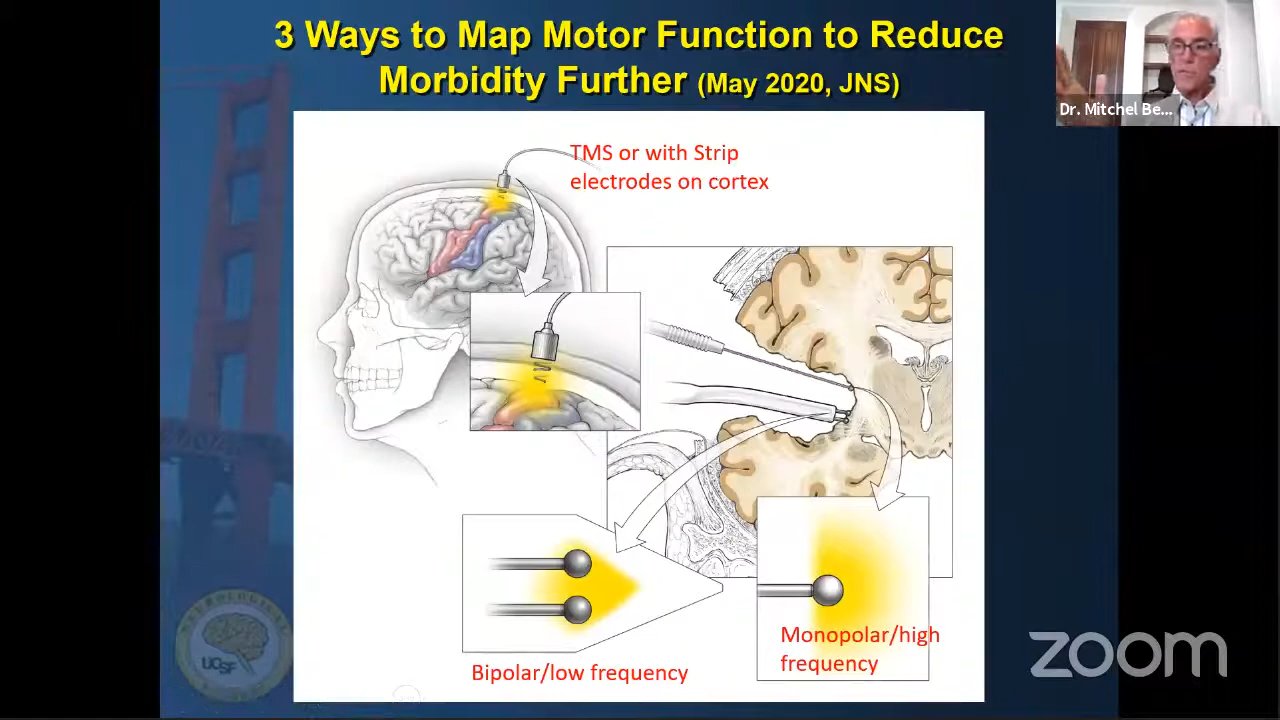 3 Ways to Map Motor Function to Reduce
Morbidity Further (May 2020, JNS)
Dr. Mitchel Be...
TMS or with Strip
electrodes on cortex
Monopolar/high
frequency
Bipolar/low frequency
UCSF
zoom